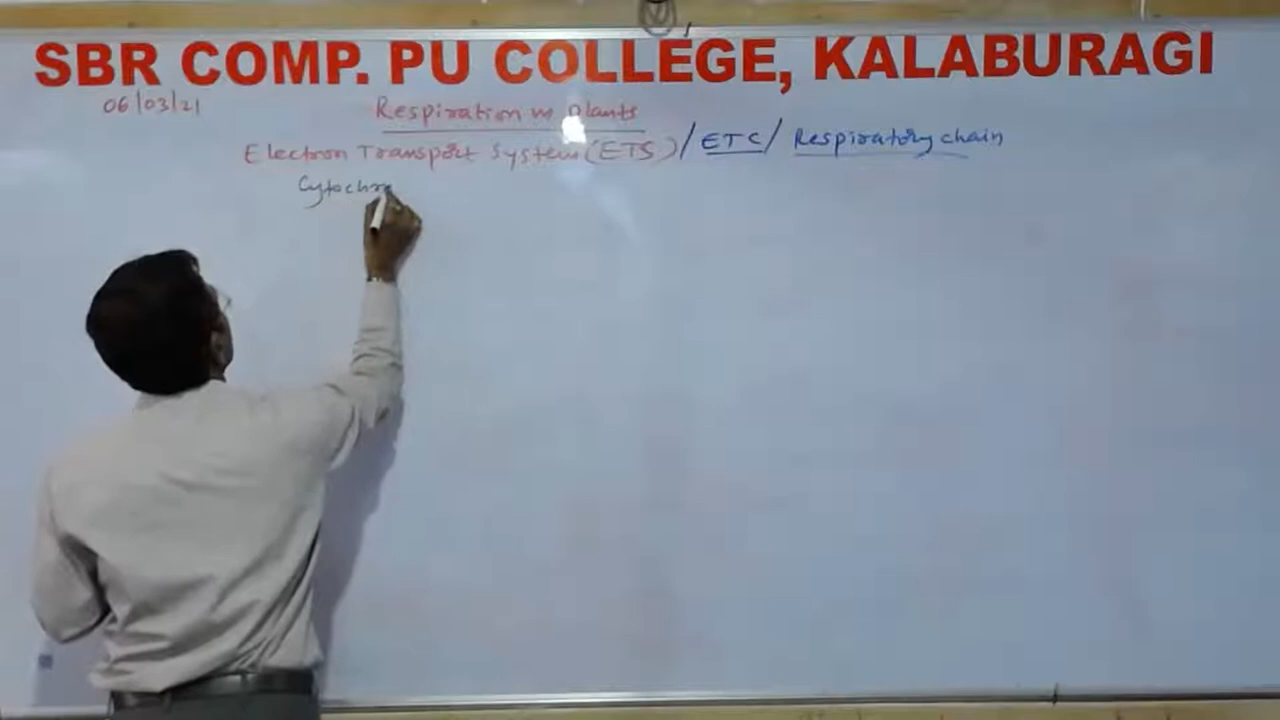 SBR COMP. PU COLLEGE, KALABURAGI
06/03/21
Respiration in Plants
Electron Transport System (ETS) / ETC / Respiratory chain
Cytochro